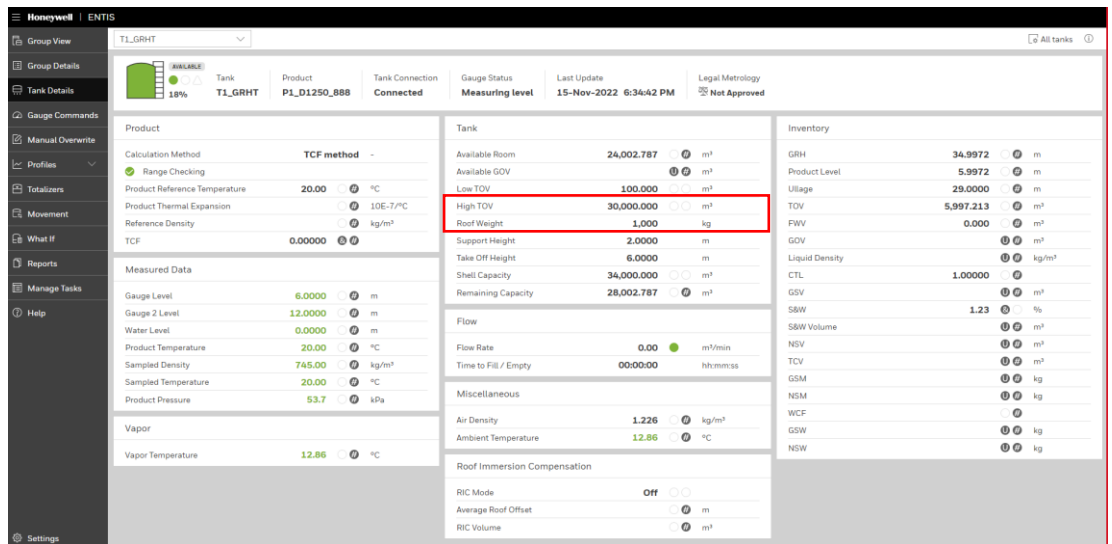 Honeywell | ENTIS
Group View
Group Details
Tank Details
Gauge Commands
Manual Overwrite
Profiles
Totalizers
Movement
What If
Reports
Manage Tasks
Help
Settings
T1_GRHT
All tanks
AVAILABLE
18%
Tank
T1_GRHT
Product
P1_D1250_888
Tank Connection
Connected
Gauge Status
Measuring level
Last Update
15-Nov-2022 6:34:42 PM
Legal Metrology
Not Approved
Product
Calculation Method TCF method -
Range Checking
Product Reference Temperature 20.00 # °C
Product Thermal Expansion # 10E-7/°C
Reference Density # kg/m³
TCF 0.00000 & #
Measured Data
Gauge Level 6.0000 # m
Gauge 2 Level 12.0000 # m
Water Level 0.0000 # m
Product Temperature 20.00 # °C
Sampled Density 745.00 # kg/m³
Sampled Temperature 20.00 # °C
Product Pressure 53.7 # kPa
Vapor
Vapor Temperature 12.86 # °C
Tank
Available Room 24,002.787 # m³
Available GOV U # m³
Low TOV 100.000 m³
High TOV 30,000.000 m³
Roof Weight 1,000 kg
Support Height 2.0000 m
Take Off Height 6.0000 m
Shell Capacity 34,000.000 m³
Remaining Capacity 28,002.787 # m³
Flow
Flow Rate 0.00 m³/min
Time to Fill / Empty 00:00:00 hh:mm:ss
Miscellaneous
Air Density 1.226 # kg/m³
Ambient Temperature 12.86 # °C
Roof Immersion Compensation
RIC Mode Off
Average Roof Offset # m
RIC Volume # m³
Inventory
GRH 34.9972 # m
Product Level 5.9972 # m
Ullage 29.0000 # m
TOV 5,997.213 # m³
FWV 0.000 # m³
GOV U # m³
Liquid Density U # kg/m³
CTL 1.00000 #
GSV U # m³
S&W 1.23 & %
S&W Volume U # m³
NSV U # m³
TCV U # m³
GSM U # kg
NSM U # kg
WCF #
GSW U # kg
NSW U # kg